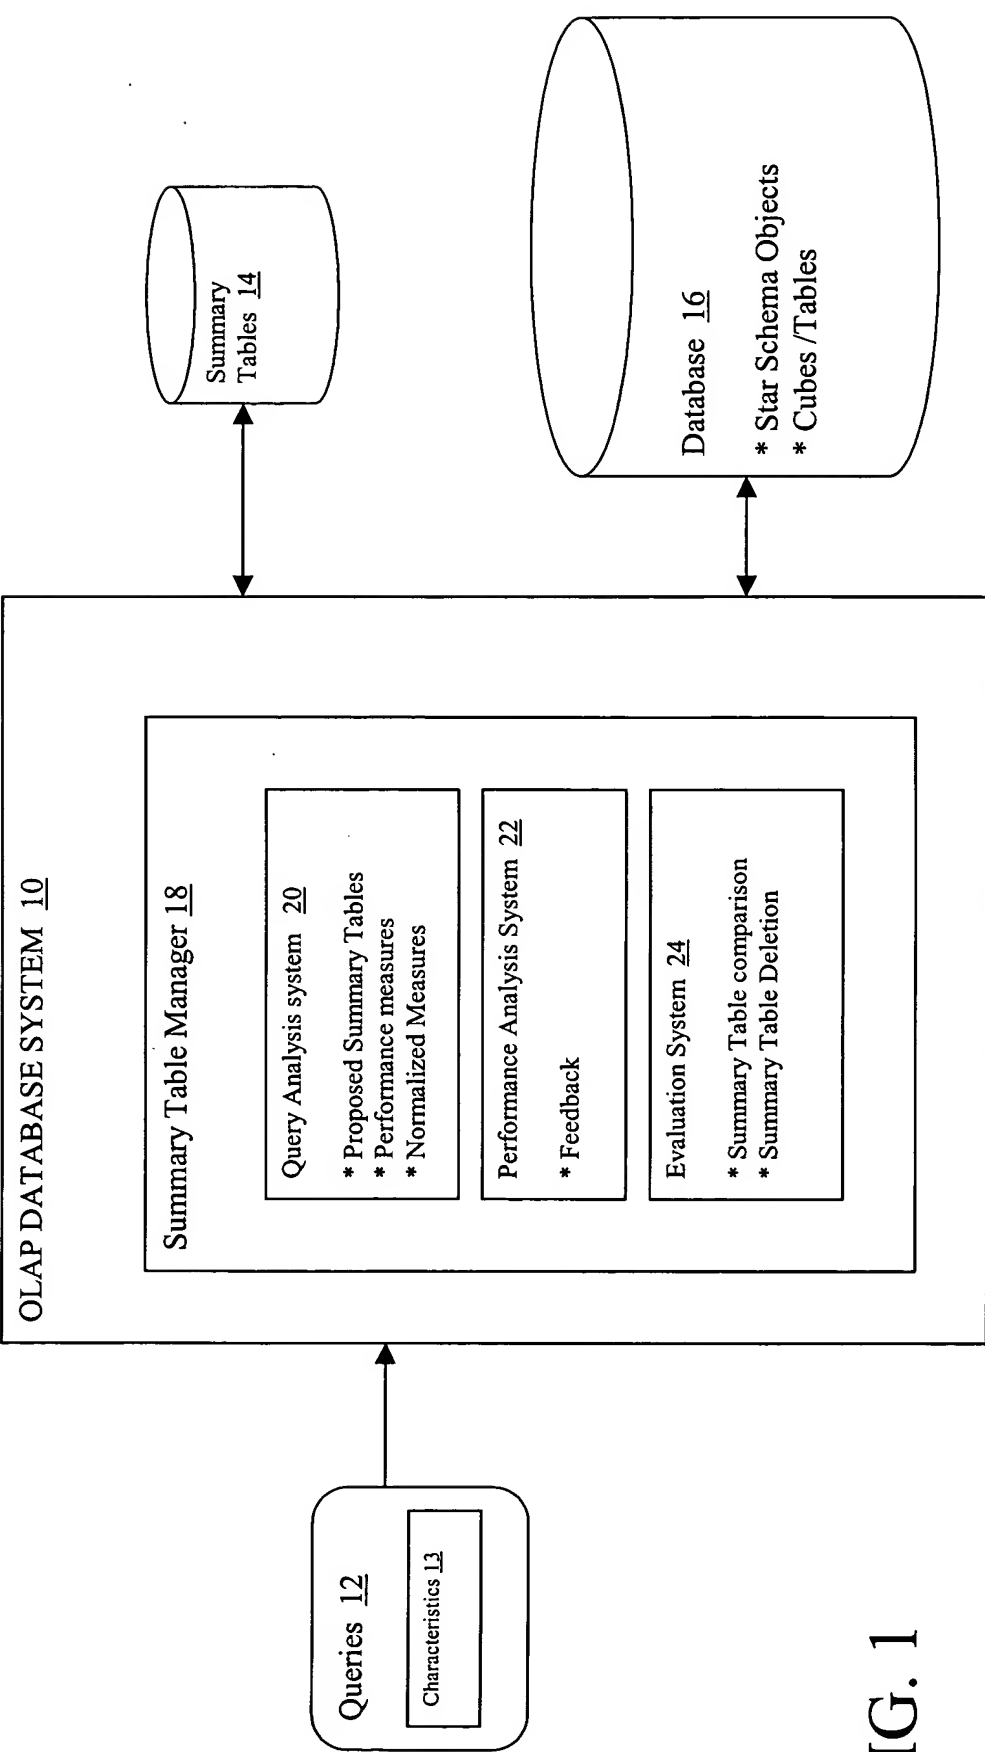 OLAP DATABASE SYSTEM 10
Summary Table Manager 18
Query Analysis system 20
* Proposed Summary Tables
* Performance measures
* Normalized Measures
Performance Analysis System 22
* Feedback
Evaluation System 24
* Summary Table comparison
* Summary Table Deletion
Queries 12
Characteristics 13
Summary
Tables 14
Database 16
* Star Schema Objects
* Cubes /Tables
IG. 1